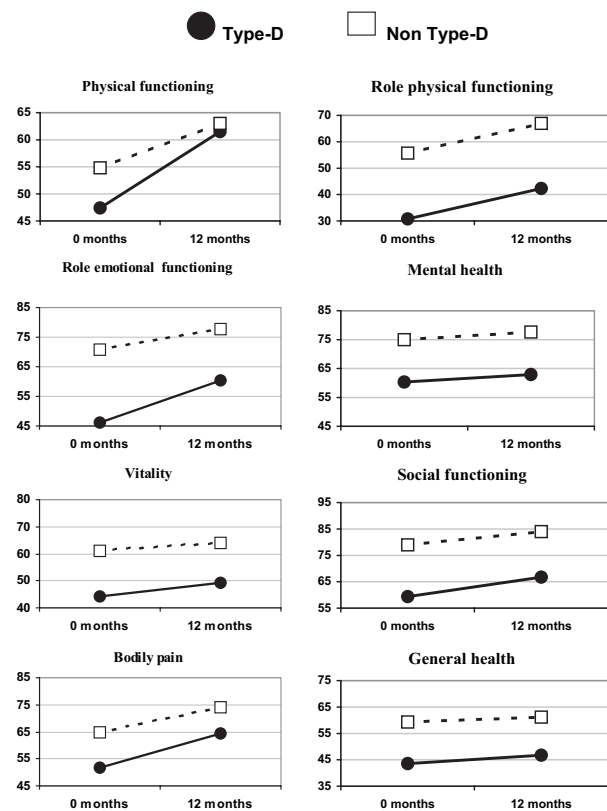 Type-D
Non Type-D
Physical functioning
65
60
55
50
45
0 months 12 months
Role physical functioning
70
60
50
40
30
0 months 12 months
Role emotional functioning
85
75
65
55
45
0 months 12 months
Mental health
85
75
65
55
45
0 months 12 months
Vitality
80
70
60
50
40
0 months 12 months
Social functioning
95
85
75
65
55
0 months 12 months
Bodily pain
85
75
65
55
45
0 months 12 months
General health
75
65
55
45
35
0 months 12 months